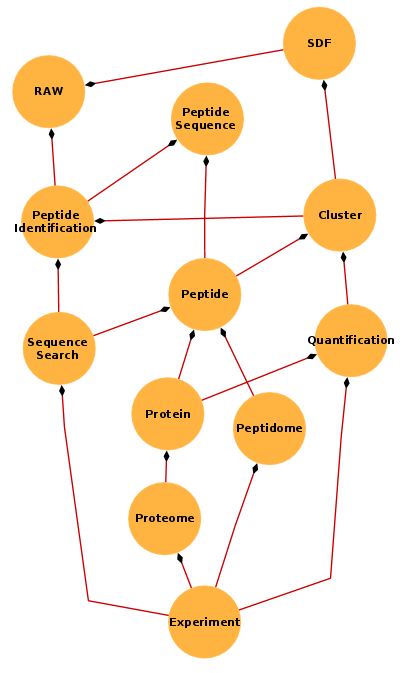 SDF
RAW
Peptide
Sequence
Peptide
Identification
Cluster
Peptide
Sequence
Search
Quantification
Protein
Peptidome
Proteome
Experiment